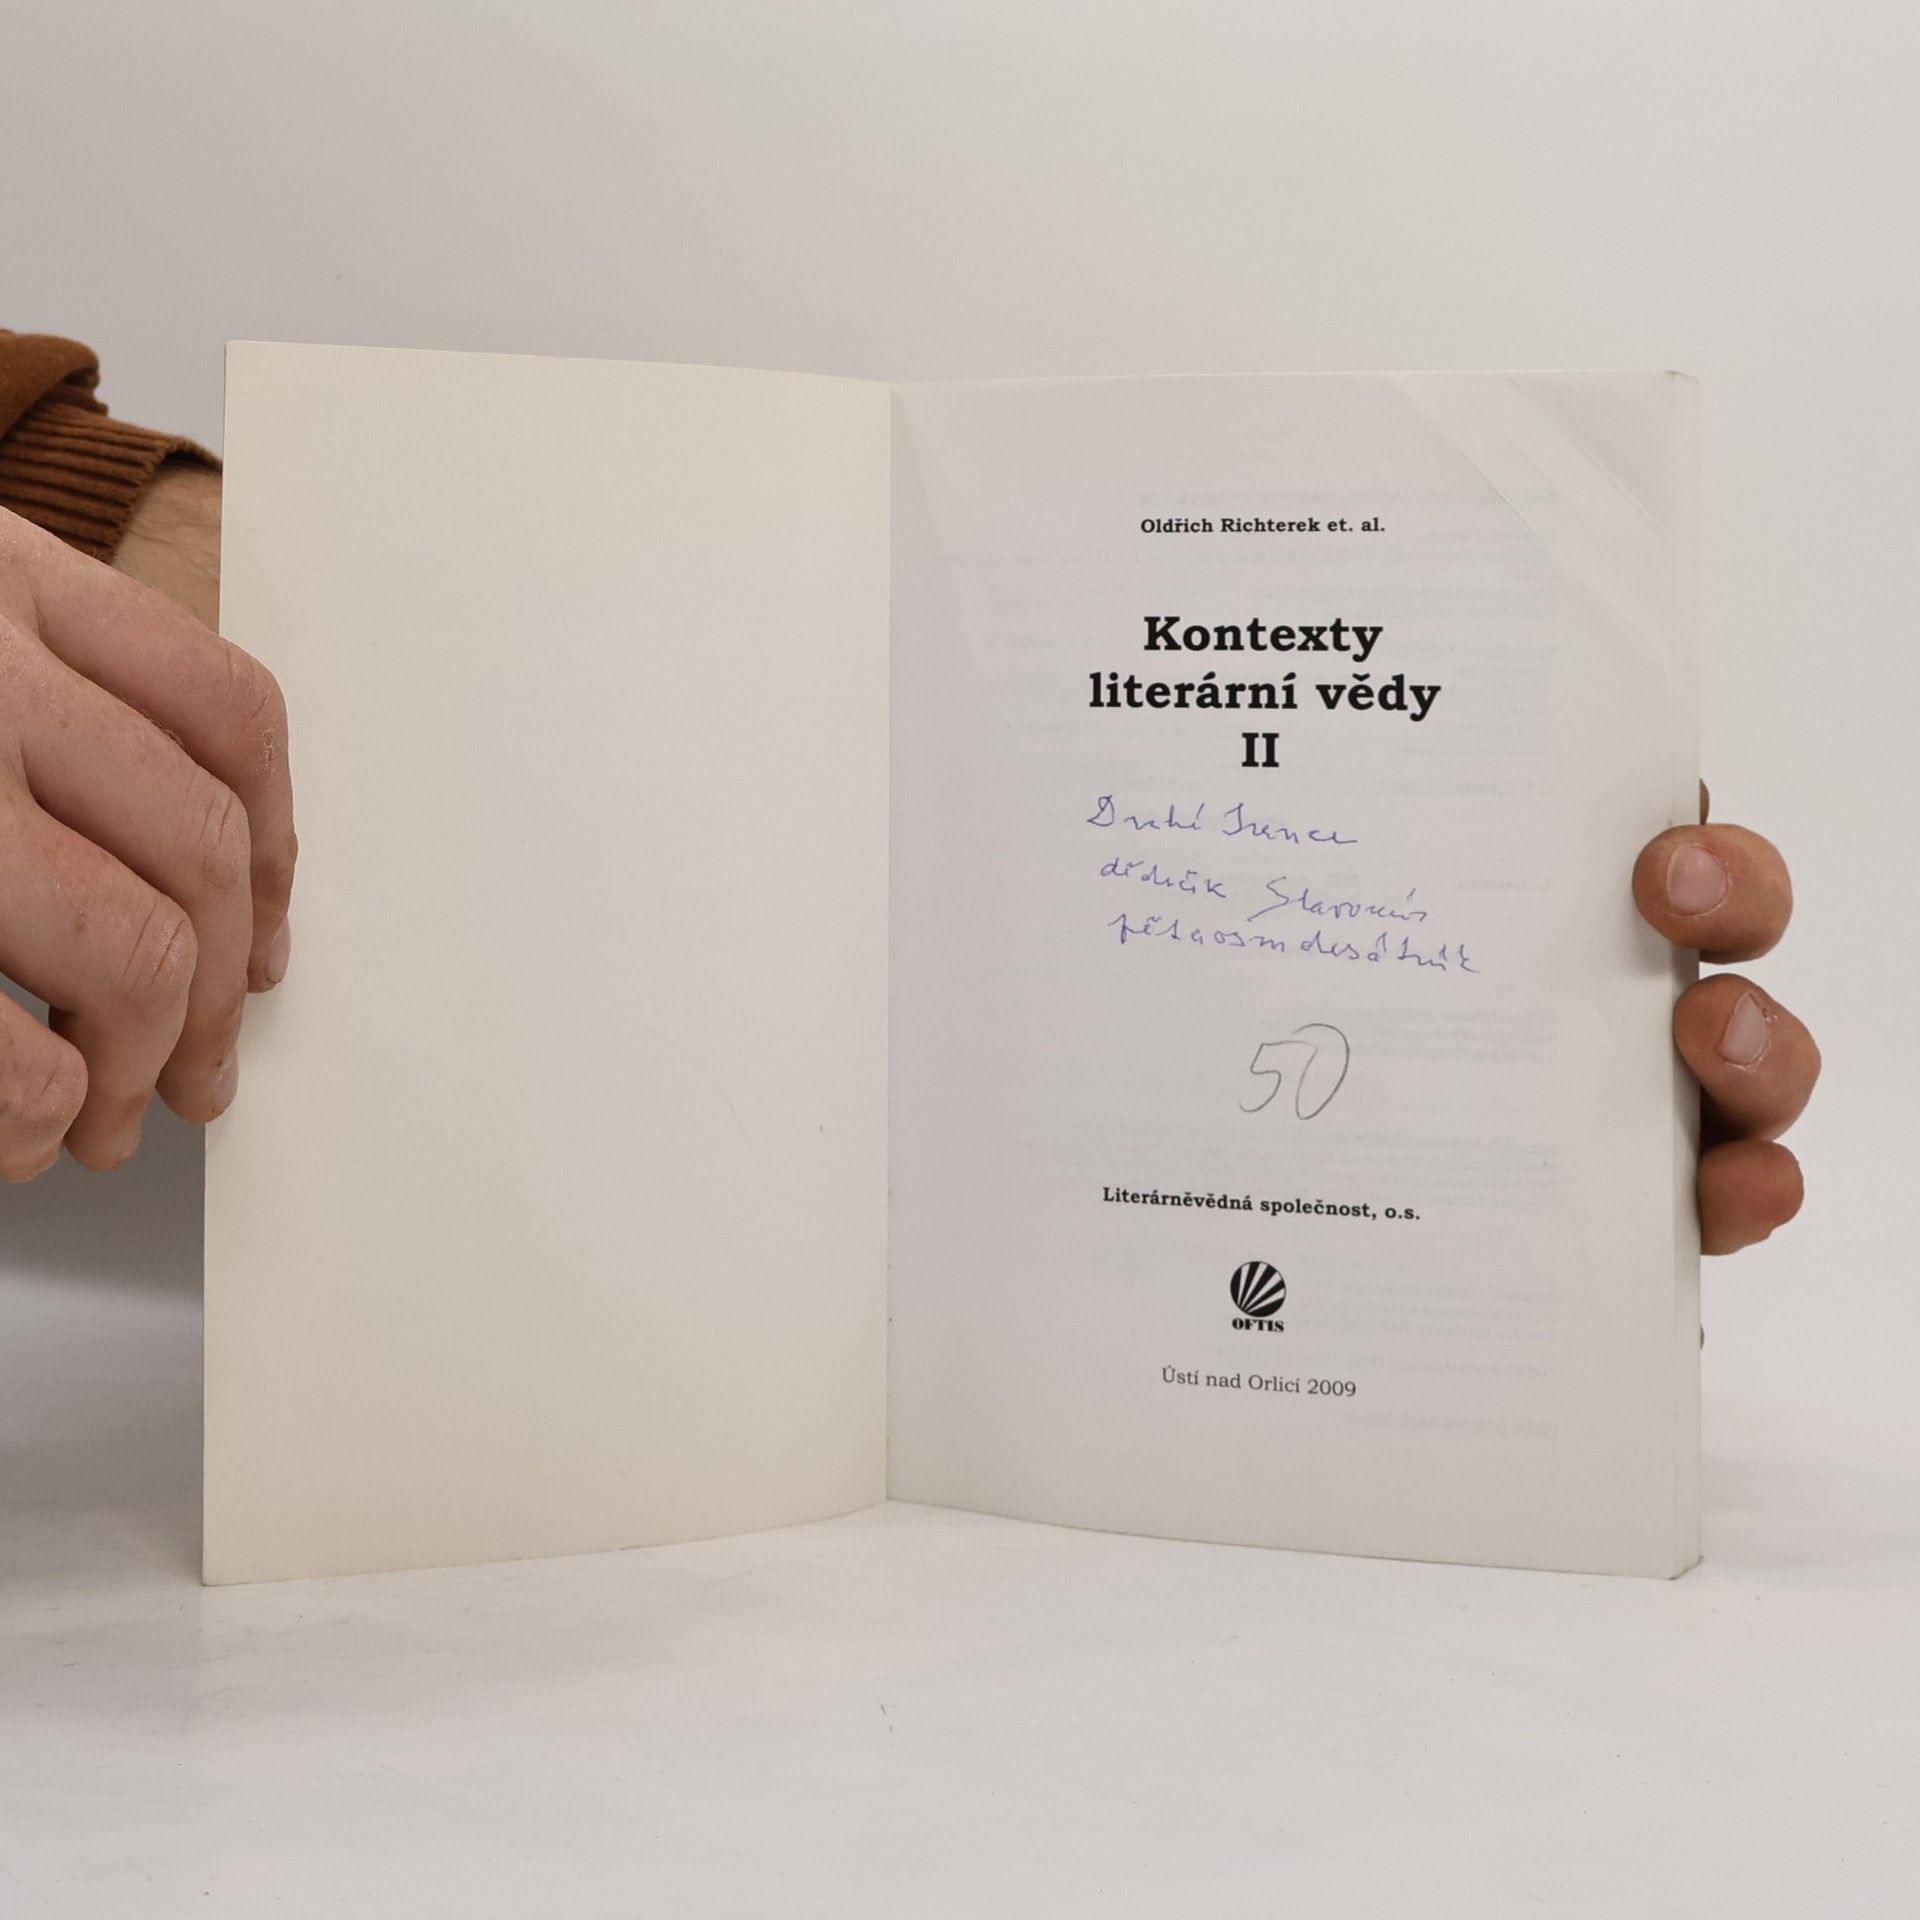 Oldřich Richterek et. al.
Kontexty
literární vědy
II
Drahé Irence
dědeček Slavomír
pětaosmdesátník
50
Literárněvědná společnost, o.s.
OFTIS
Ústí nad Orlicí 2009